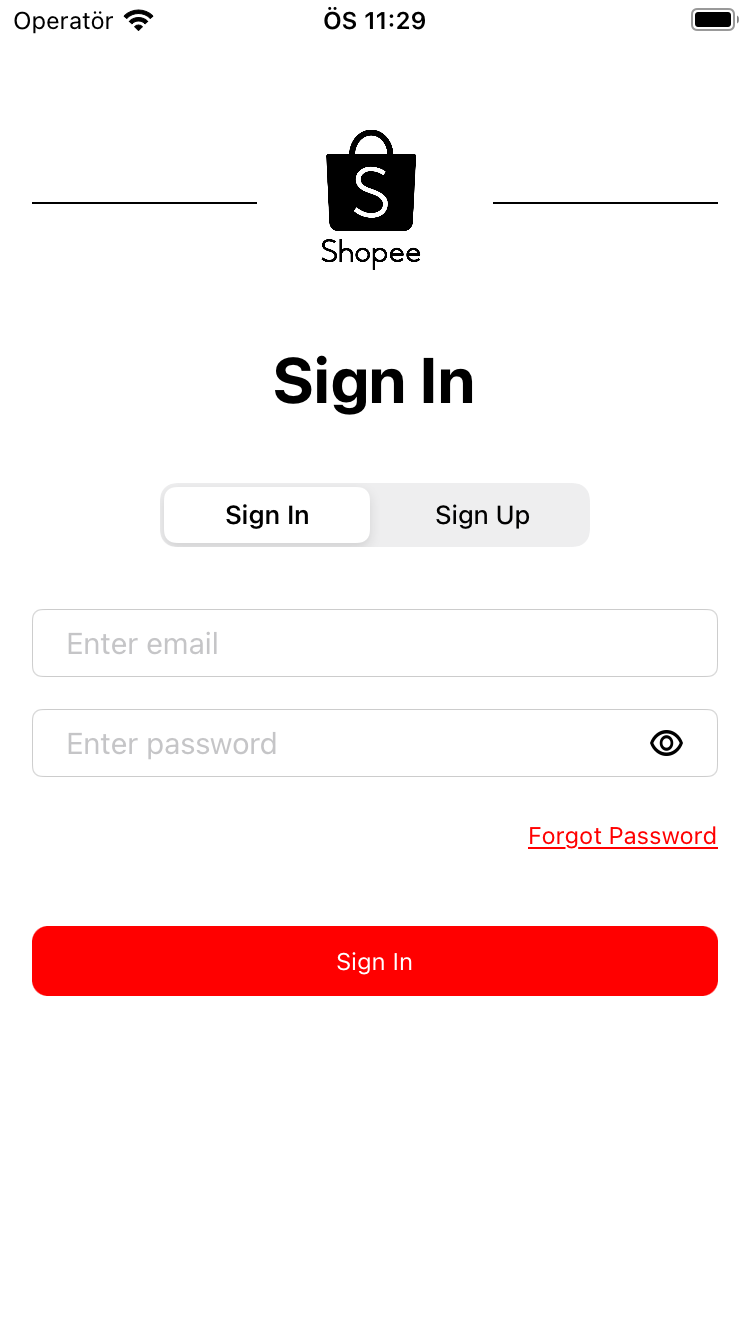 Operatör ÖS 11:29
S
Shopee
Sign In
Sign In Sign Up
Enter email
Enter password
Forgot Password
Sign In